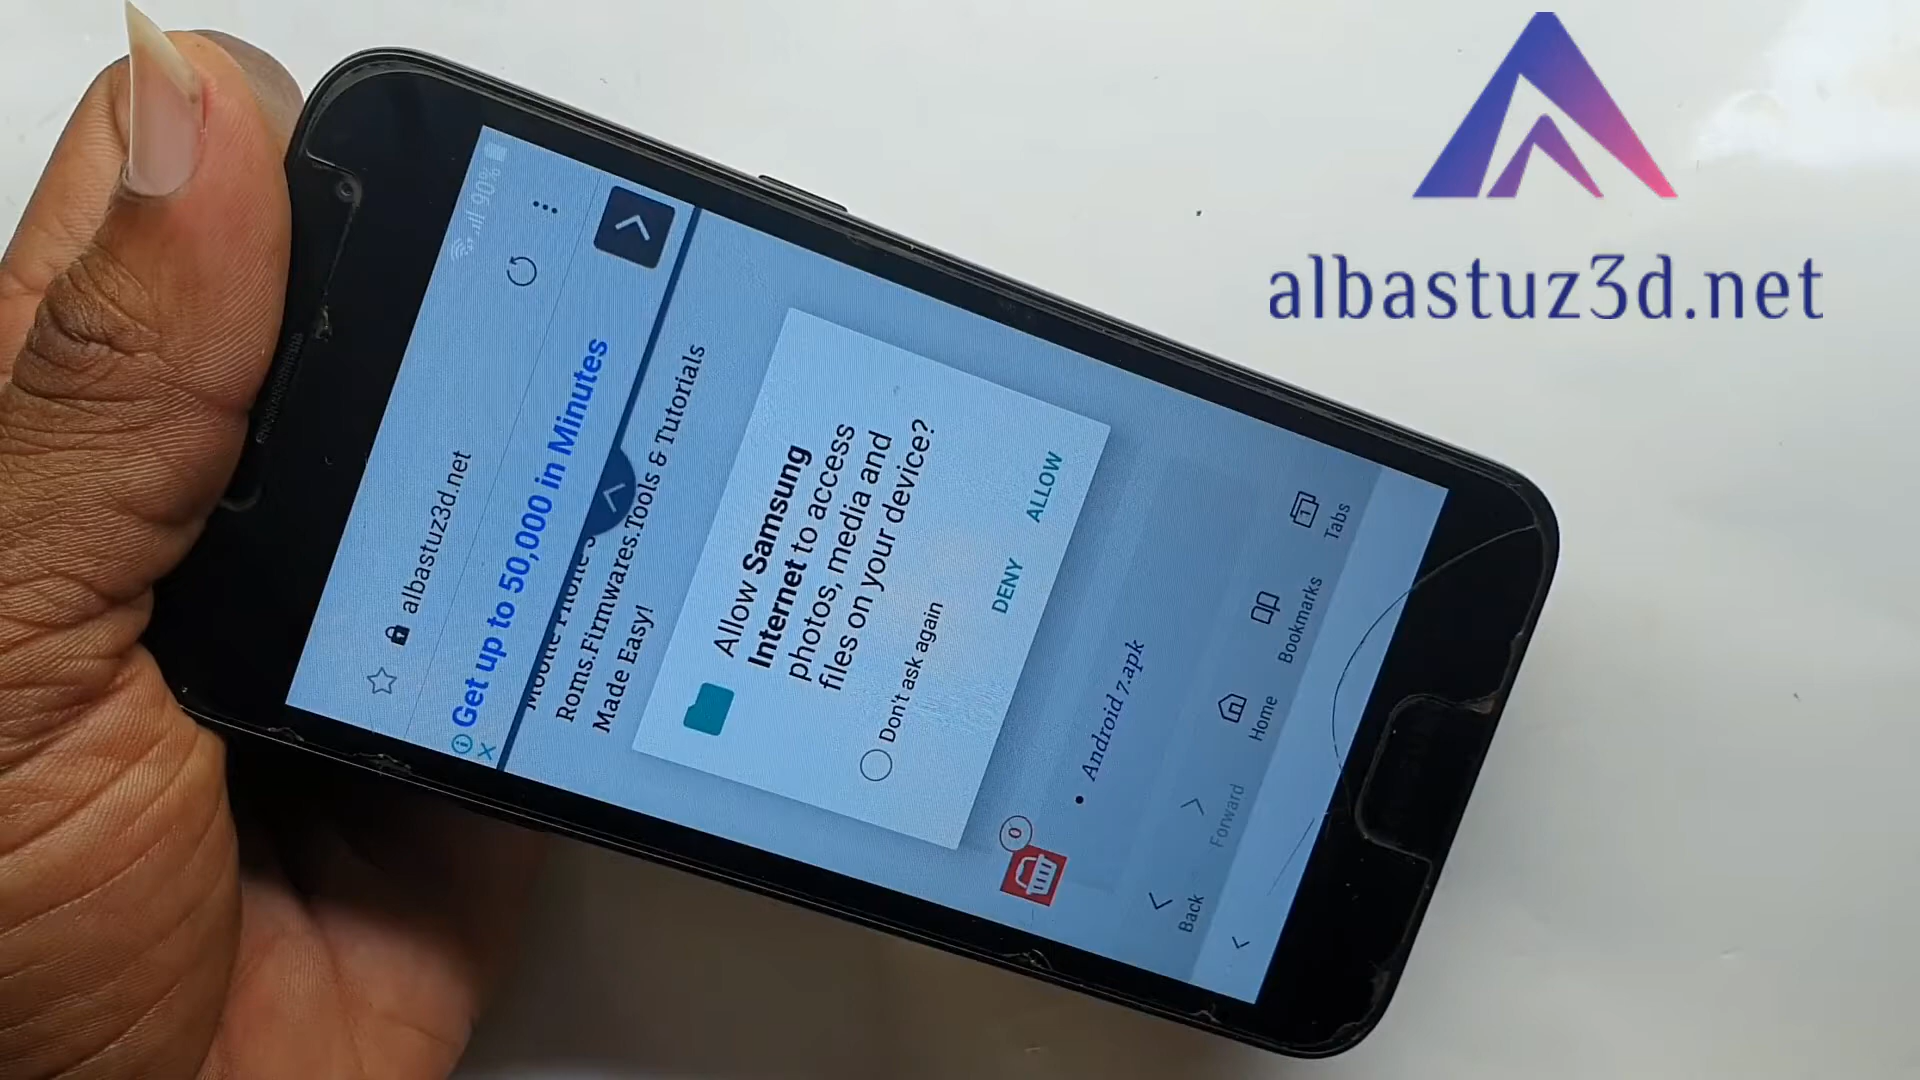 albastuz3d.net
90%
albastuz3d.net
Get up to 50,000 in Minutes
Roms.Firmwares.Tools & Tutorials
Made Easy!
Allow Samsung
Internet to access
photos, media and
files on your device?
Don't ask again
DENY ALLOW
0
Android 7.apk
Back Forward Home Bookmarks 1 Tabs